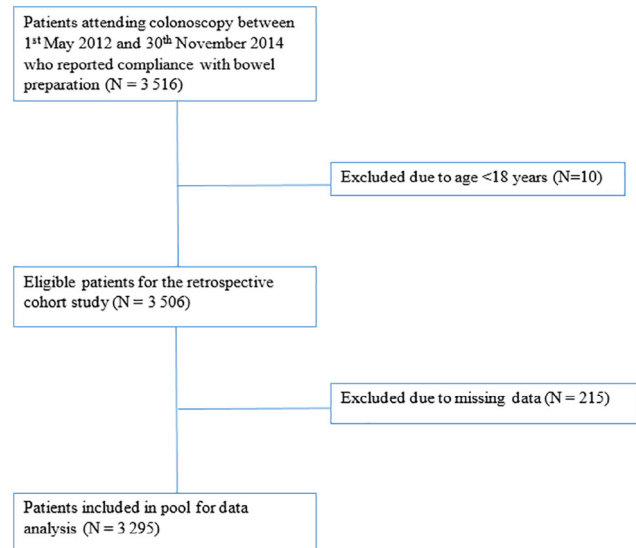 Patients attending colonoscopy between
1st May 2012 and 30th November 2014
who reported compliance with bowel
preparation (N = 3 516)
Excluded due to age <18 years (N=10)
Eligible patients for the retrospective
cohort study (N = 3 506)
Excluded due to missing data (N = 215)
Patients included in pool for data
analysis (N = 3 295)